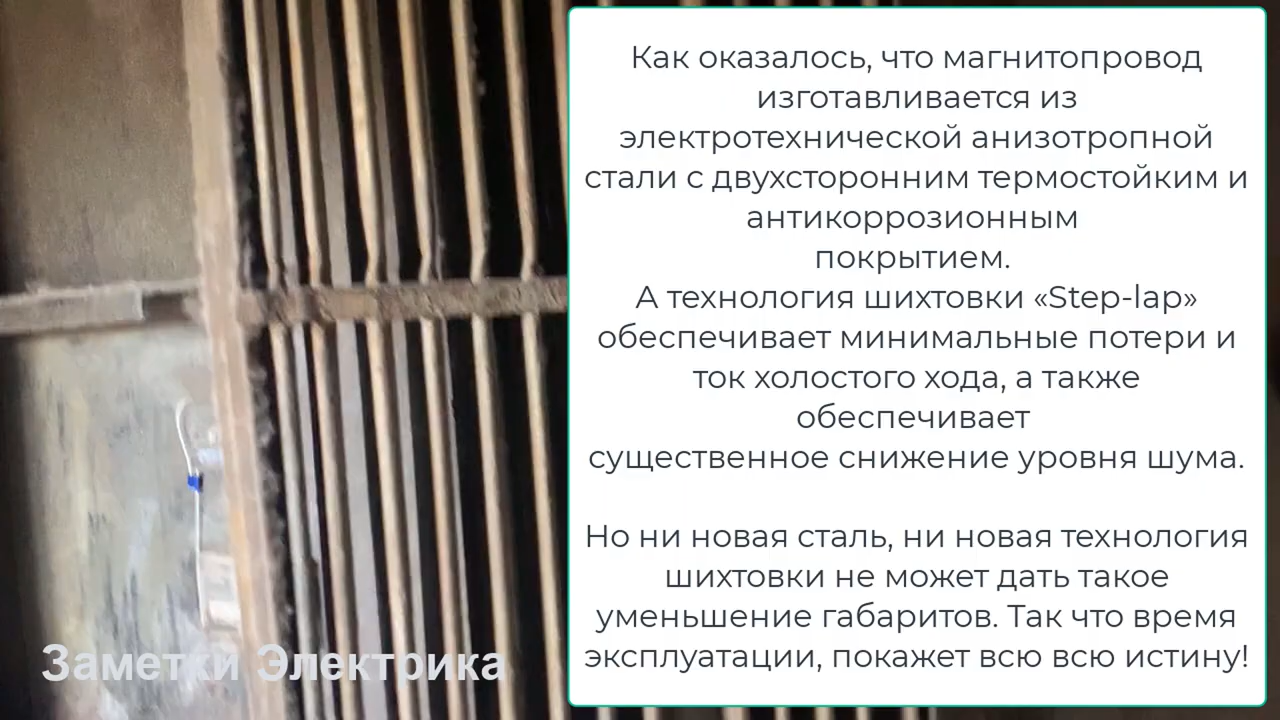 Как оказалось, что магнитопровод
изготавливается из
электротехнической анизотропной
стали с двухсторонним термостойким и
антикоррозионным
покрытием.
А технология шихтовки «Step-lap»
обеспечивает минимальные потери и
ток холостого хода, а также
обеспечивает
существенное снижение уровня шума.
Но ни новая сталь, ни новая технология
шихтовки не может дать такое
уменьшение габаритов. Так что время
эксплуатации, покажет всю всю истину!
Заметки Электрика